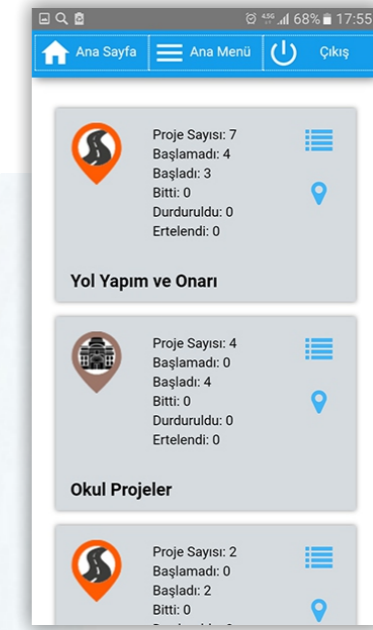 68% 17:55
Ana Sayfa Ana Menü Çıkış
Proje Sayısı: 7
Başlamadı: 4
Başladı: 3
Bitti: 0
Durduruldu: 0
Ertelendi: 0
Yol Yapım ve Onarı
Proje Sayısı: 4
Başlamadı: 0
Başladı: 4
Bitti: 0
Durduruldu: 0
Ertelendi: 0
Okul Projeler
Proje Sayısı: 2
Başlamadı: 0
Başladı: 2
Bitti: 0